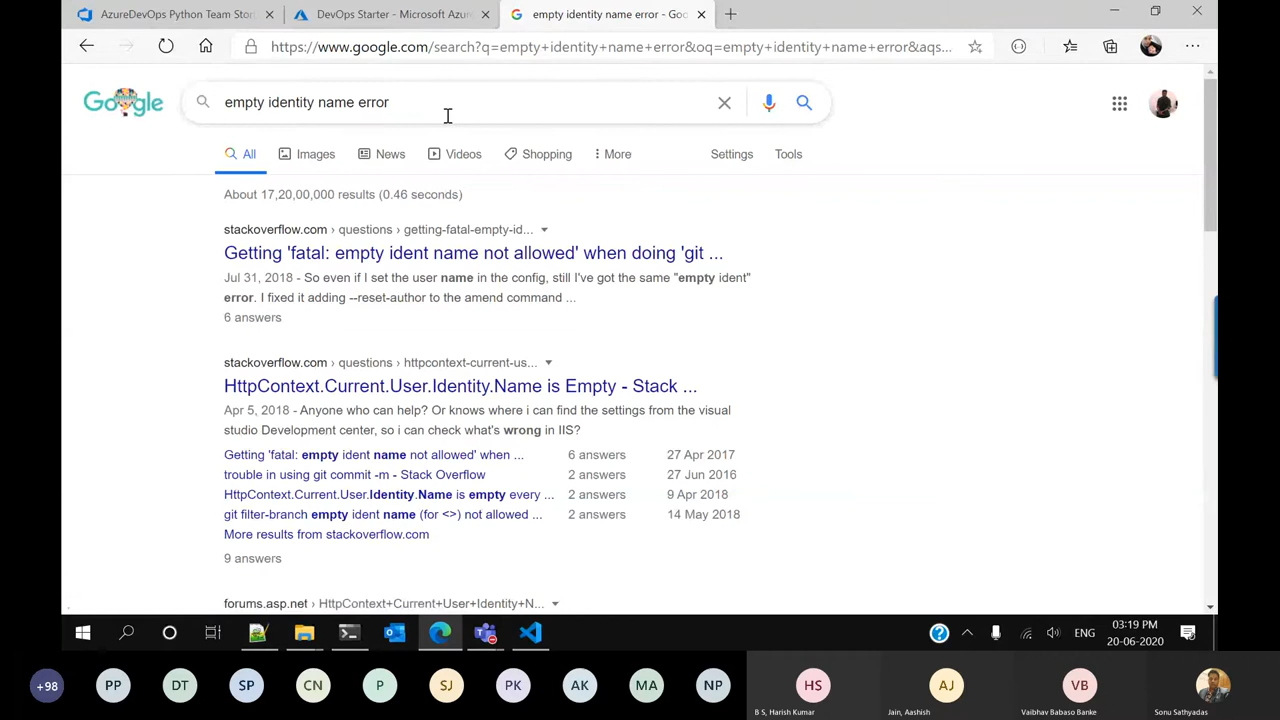 AzureDevOps Python Team Stor
DevOps Starter - Microsoft Azur
empty identity name error - Goo
https://www.google.com/search?q=empty+identity+name+error&oq=empty+identity+name+error&aqs...
Google
empty identity name error
All
Images
News
Videos
Shopping
More
Settings
Tools
About 17,20,00,000 results (0.46 seconds)
stackoverflow.com › questions › getting-fatal-empty-id...
Getting 'fatal: empty ident name not allowed' when doing 'git ...
Jul 31, 2018 - So even if I set the user name in the config, still I've got the same "empty ident"
error. I fixed it adding --reset-author to the amend command ...
6 answers
stackoverflow.com › questions › httpcontext-current-us...
HttpContext.Current.User.Identity.Name is Empty - Stack ...
Apr 5, 2018 - Anyone who can help? Or knows where i can find the settings from the visual
studio Development center, so i can check what's wrong in IIS?
Getting 'fatal: empty ident name not allowed' when ... 6 answers 27 Apr 2017
trouble in using git commit -m - Stack Overflow 2 answers 27 Jun 2016
HttpContext.Current.User.Identity.Name is empty every ... 2 answers 9 Apr 2018
git filter-branch empty ident name (for <>) not allowed ... 2 answers 14 May 2018
More results from stackoverflow.com
9 answers
forums.asp.net › HttpContext+Current+User+Identity+N...
ENG
03:19 PM
20-06-2020
+98
PP
DT
SP
CN
P
SJ
PK
AK
MA
NP
HS
AJ
VB
B S, Harish Kumar
Jain, Aashish
Vaibhav Babaso Banke
Sonu Sathyadas